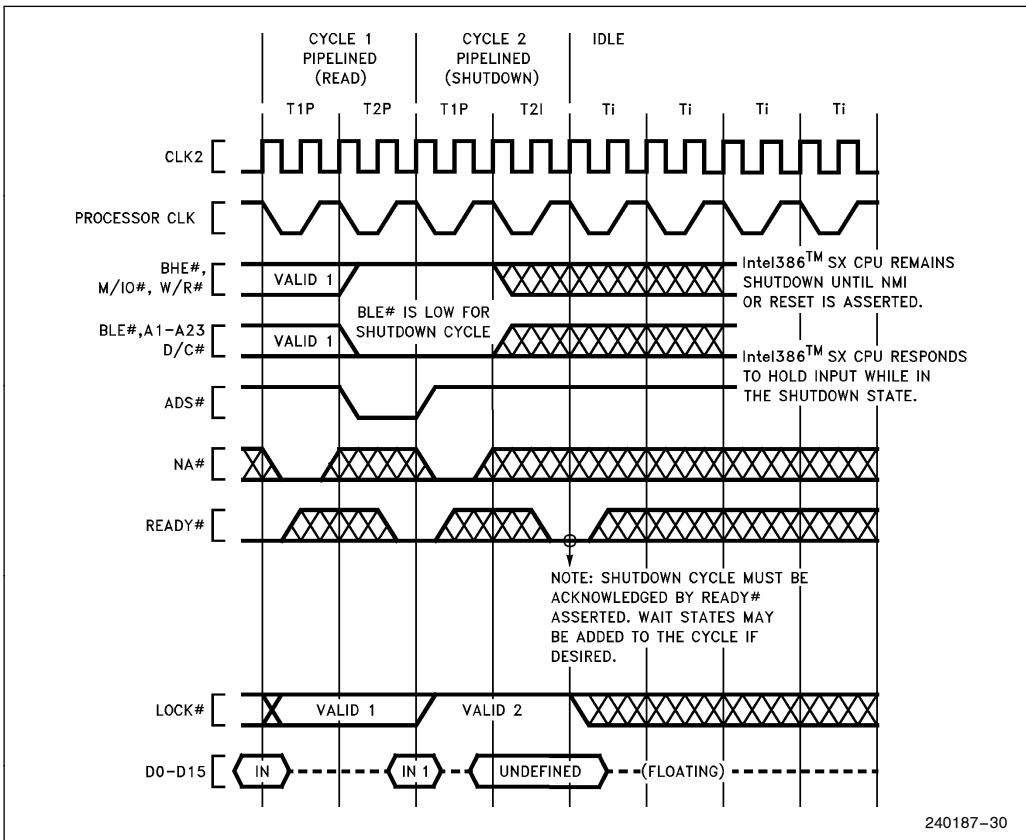 CYCLE 1
PIPELINED
(READ)
CYCLE 2
PIPELINED
(SHUTDOWN)
IDLE
T1P T2P T1P T2I Ti Ti Ti Ti
CLK2
PROCESSOR CLK
BHE#,
M/IO#, W/R#
VALID 1
Intel386TM SX CPU REMAINS
SHUTDOWN UNTIL NMI
OR RESET IS ASSERTED.
BLE# IS LOW FOR
SHUTDOWN CYCLE
BLE#,A1-A23
D/C#
VALID 1
Intel386TM SX CPU RESPONDS
TO HOLD INPUT WHILE IN
THE SHUTDOWN STATE.
ADS#
NA#
READY#
NOTE: SHUTDOWN CYCLE MUST BE
ACKNOWLEDGED BY READY#
ASSERTED. WAIT STATES MAY
BE ADDED TO THE CYCLE IF
DESIRED.
LOCK# VALID 1 VALID 2
D0-D15 IN IN 1 UNDEFINED (FLOATING)
240187-30